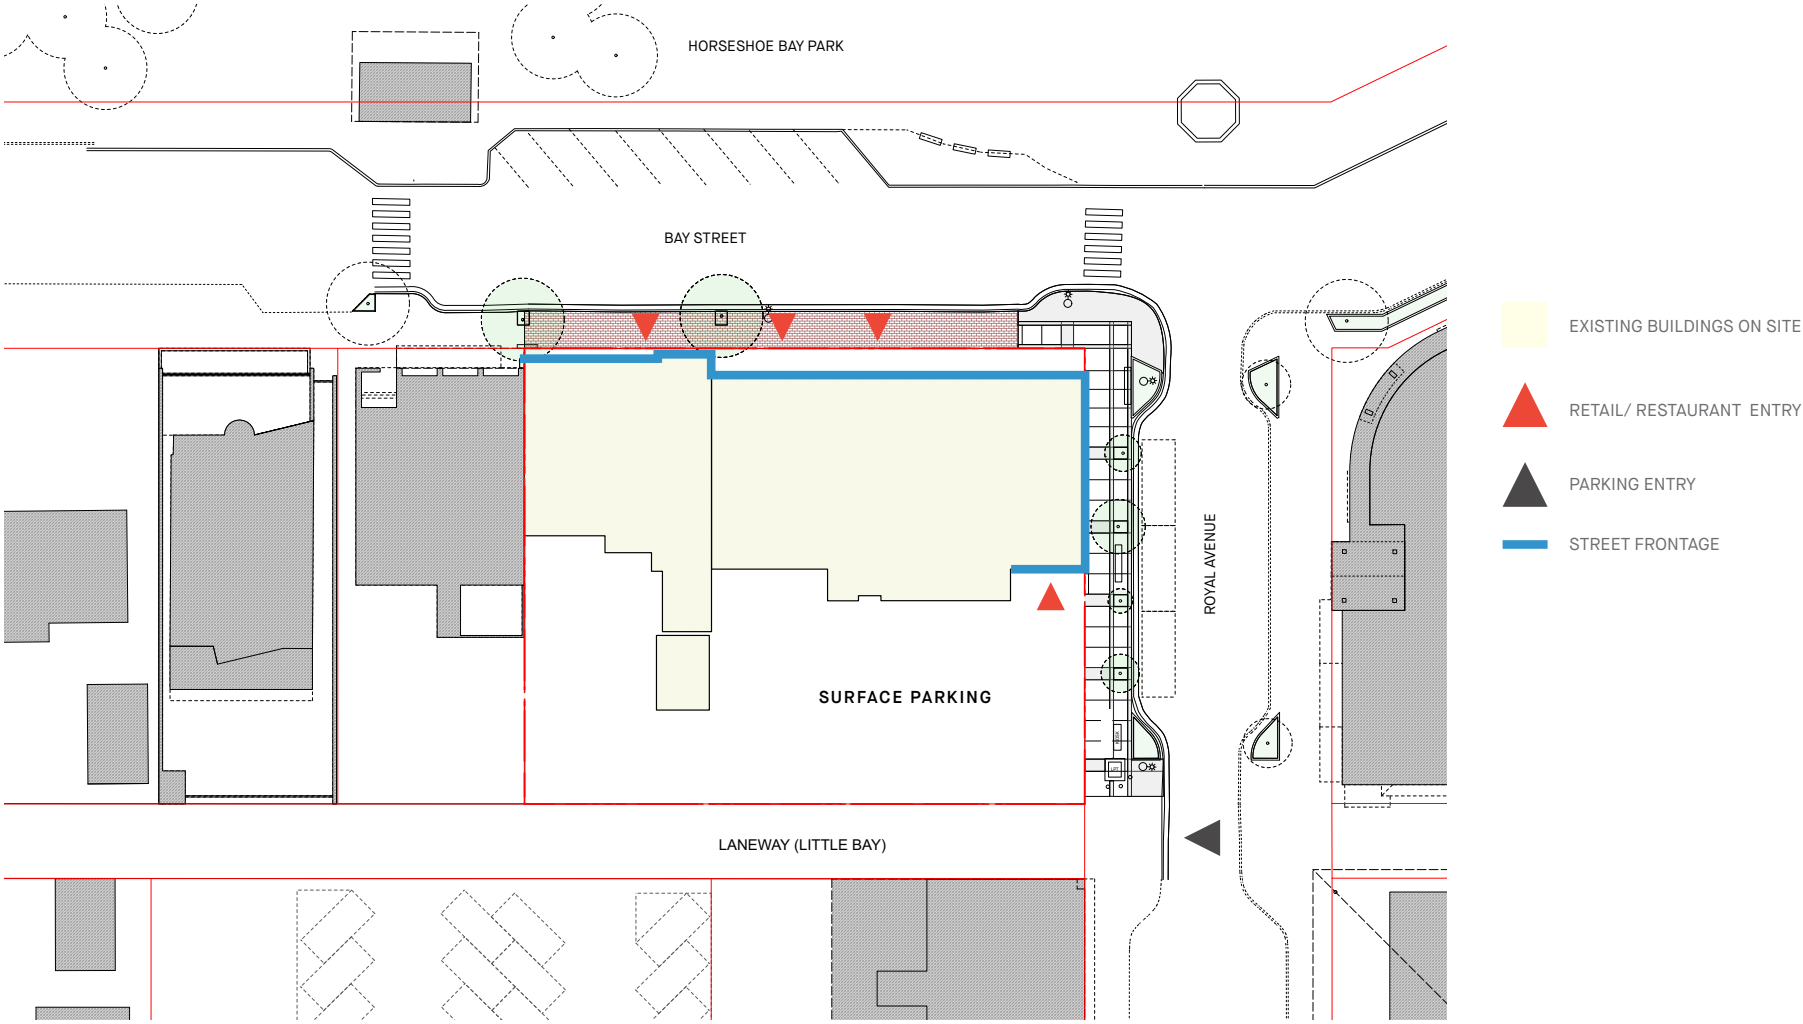 HORSESHOE BAY PARK
BAY STREET
EXISTING BUILDINGS ON SITE
RETAIL/ RESTAURANT ENTRY
PARKING ENTRY
STREET FRONTAGE
ROYAL AVENUE
SURFACE PARKING
LANEWAY (LITTLE BAY)